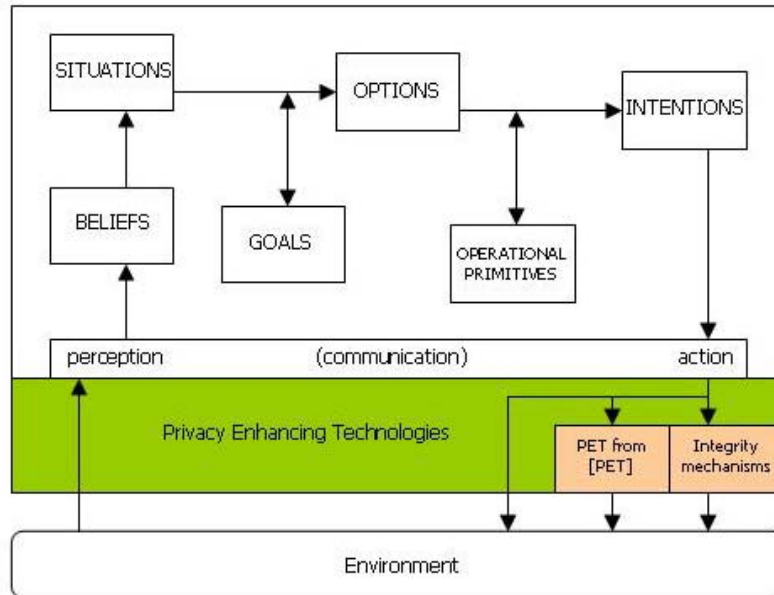 SITUATIONS
OPTIONS
INTENTIONS
BELIEFS
GOALS
OPERATIONAL
PRIMITIVES
perception (communication) action
Privacy Enhancing Technologies
PET from
[PET]
Integrity
mechanisms
Environment